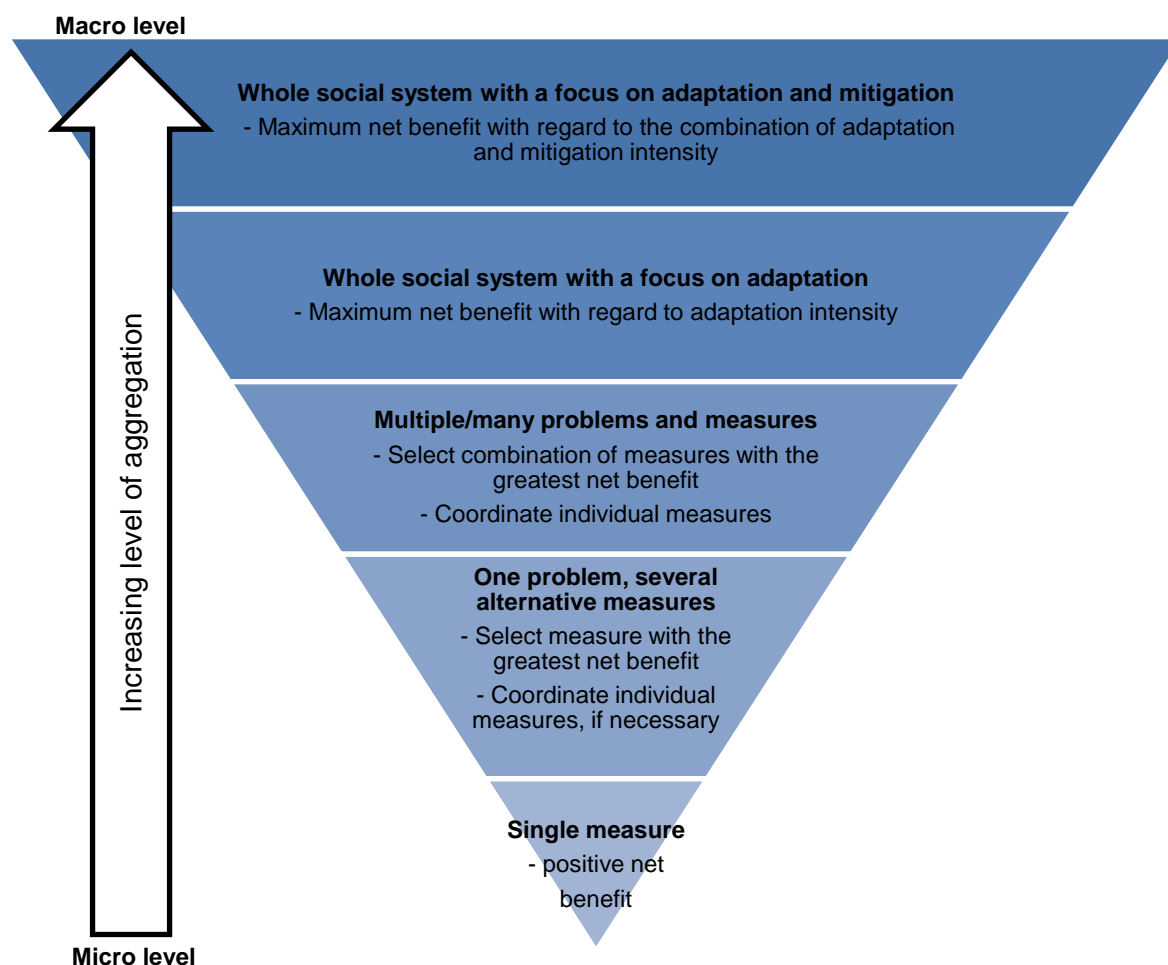 Macro level
Whole social system with a focus on adaptation and mitigation
- Maximum net benefit with regard to the combination of adaptation
and mitigation intensity
Whole social system with a focus on adaptation
- Maximum net benefit with regard to adaptation intensity
Increasing level of aggregation
Multiple/many problems and measures
- Select combination of measures with the
greatest net benefit
- Coordinate individual measures
One problem, several
alternative measures
- Select measure with the
greatest net benefit
- Coordinate individual
measures, if necessary
Single measure
- positive net
benefit
Micro level